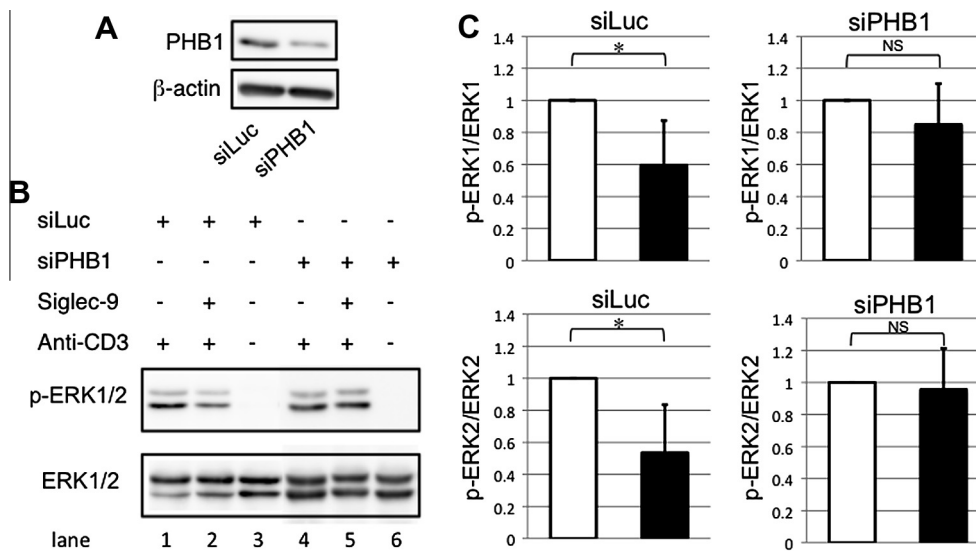 A
PHB1
β-actin
siLuc
siPHB1
B
siLuc + + + - - -
siPHB1 - - - + + +
Siglec-9 - + - +
Anti-CD3 + + - + + -
p-ERK1/2
ERK1/2
lane 1 2 3 4 5 6
C
siLuc
p-ERK1/ERK1
1.4
1.2
1
0.8
0.6
0.4
0.2
0
*
siPHB1
p-ERK1/ERK1
1.4
1.2
1
0.8
0.6
0.4
0.2
0
NS
siLuc
p-ERK2/ERK2
1.4
1.2
1
0.8
0.6
0.4
0.2
0
*
siPHB1
p-ERK2/ERK2
1.4
1.2
1
0.8
0.6
0.4
0.2
0
NS